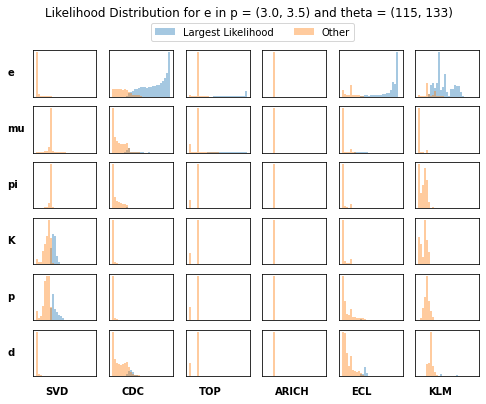 Likelihood Distribution for e in p = (3.0, 3.5) and theta = (115, 133)
Largest Likelihood Other
e
mu
pi
K
p
d
SVD CDC TOP ARICH ECL KLM